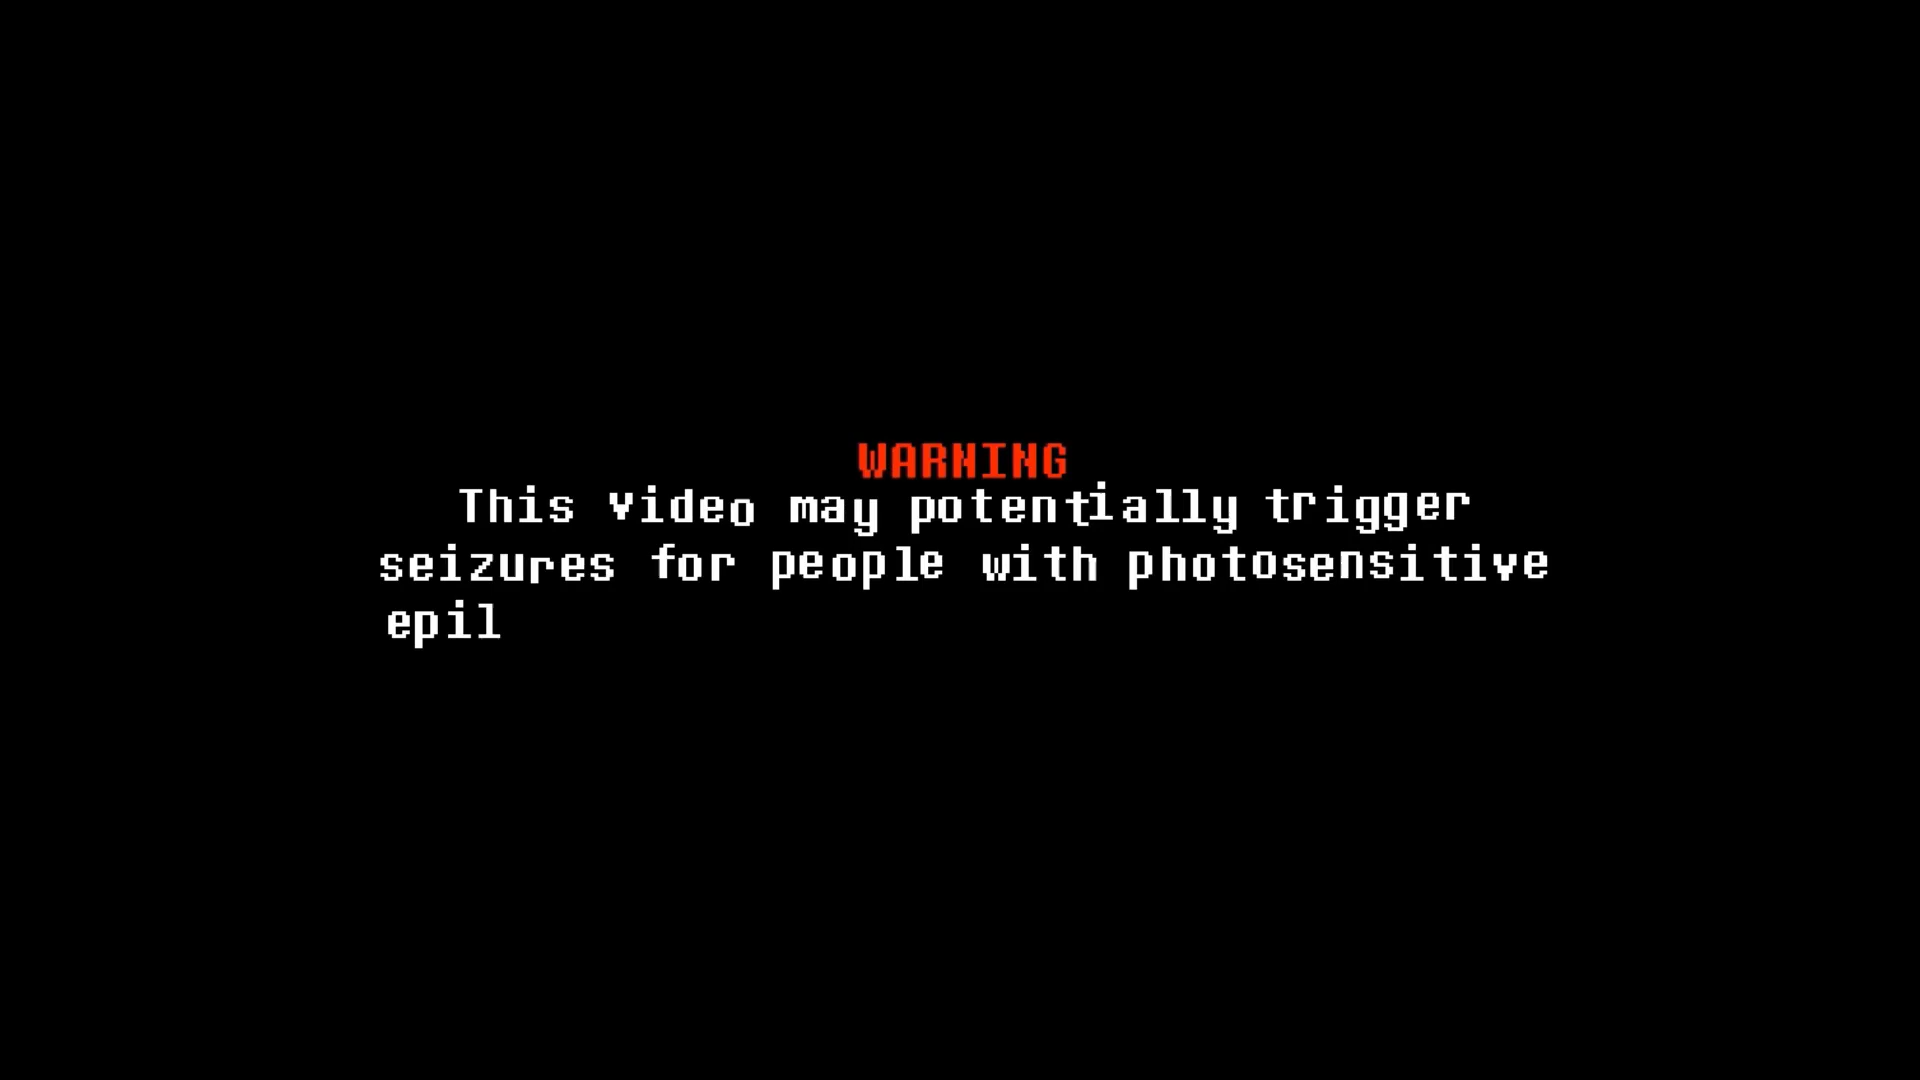 WARNING
This video may potentially trigger
seizures for people with photosensitive
epil